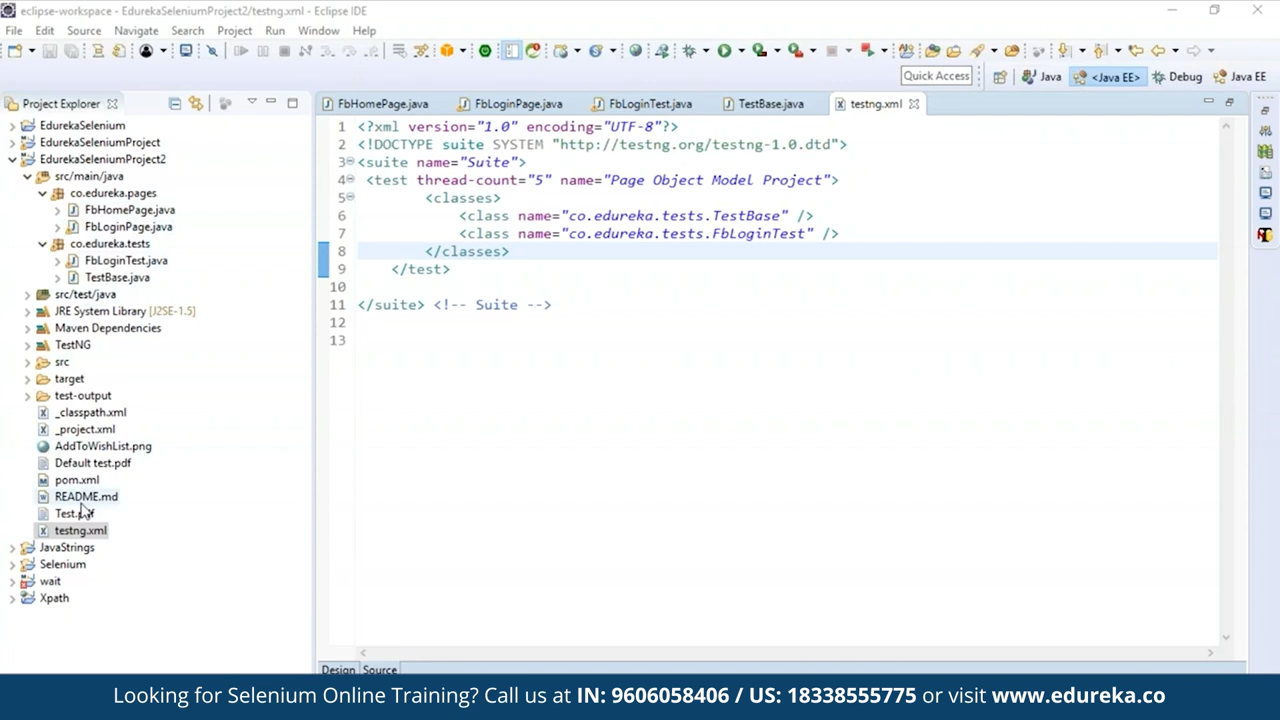 eclipse-workspace - EdurekaSeleniumProject2/testng.xml - Eclipse IDE
File Edit Source Navigate Search Project Run Window Help
Quick Access
Java
<Java EE>
Debug
Java EE
Project Explorer
EdurekaSelenium
EdurekaSeleniumProject
EdurekaSeleniumProject2
src/main/java
co.edureka.pages
FbHomePage.java
FbLoginPage.java
co.edureka.tests
FbLoginTest.java
TestBase.java
src/test/java
JRE System Library [J2SE-1.5]
Maven Dependencies
TestNG
src
target
test-output
_classpath.xml
_project.xml
AddToWishList.png
Default test.pdf
pom.xml
README.md
Test.pdf
testng.xml
JavaStrings
Selenium
wait
Xpath
FbHomePage.java
FbLoginPage.java
FbLoginTest.java
TestBase.java
testng.xml
1 <?xml version="1.0" encoding="UTF-8"?>
2 <!DOCTYPE suite SYSTEM "http://testng.org/testng-1.0.dtd">
3 <suite name="Suite">
4 <test thread-count="5" name="Page Object Model Project">
5 <classes>
6 <class name="co.edureka.tests.TestBase" />
7 <class name="co.edureka.tests.FbLoginTest" />
8 </classes>
9 </test>
10
11 </suite> <!-- Suite -->
12
13
Design Source
Looking for Selenium Online Training? Call us at IN: 9606058406 / US: 18338555775 or visit www.edureka.co